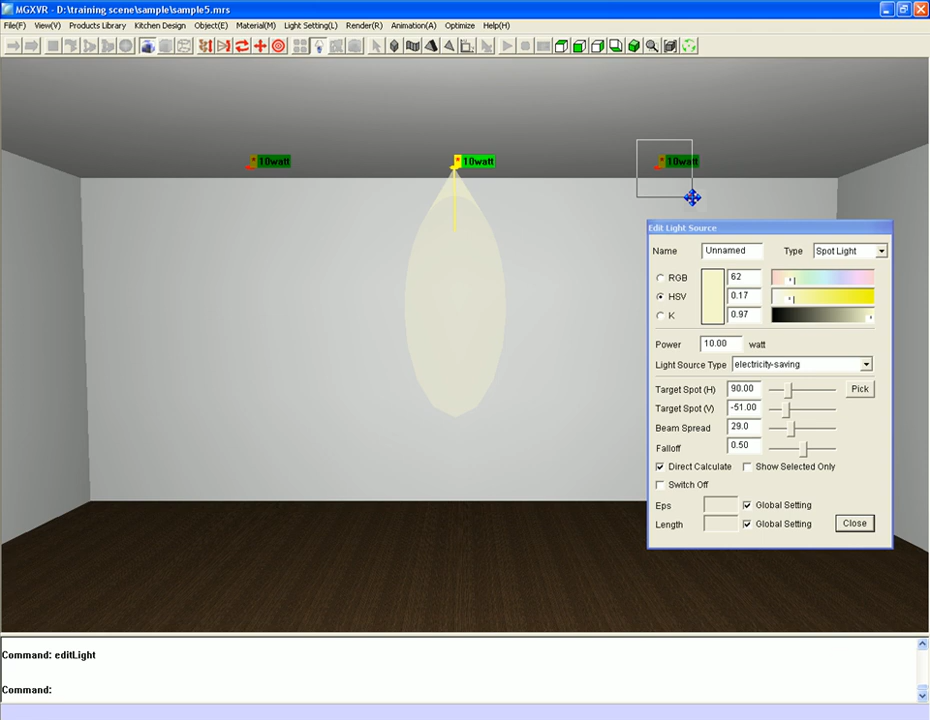 MGXVR - D:\training scene\sample\sample5.mrs
File(F) View(V) Products Library Kitchen Design Object(E) Material(M) Light Setting(L) Render(R) Animation(A) Optimize Help(H)
10watt 10watt 10watt
Edit Light Source
Name Unnamed Type Spot Light
RGB 62
HSV 0.17
K 0.97
Power 10.00 watt
Light Source Type electricity-saving
Target Spot (H) 90.00 Pick
Target Spot (V) -51.00
Beam Spread 29.0
Falloff 0.50
Direct Calculate Show Selected Only
Switch Off
Eps Global Setting
Length Global Setting Close
Command: editLight
Command: